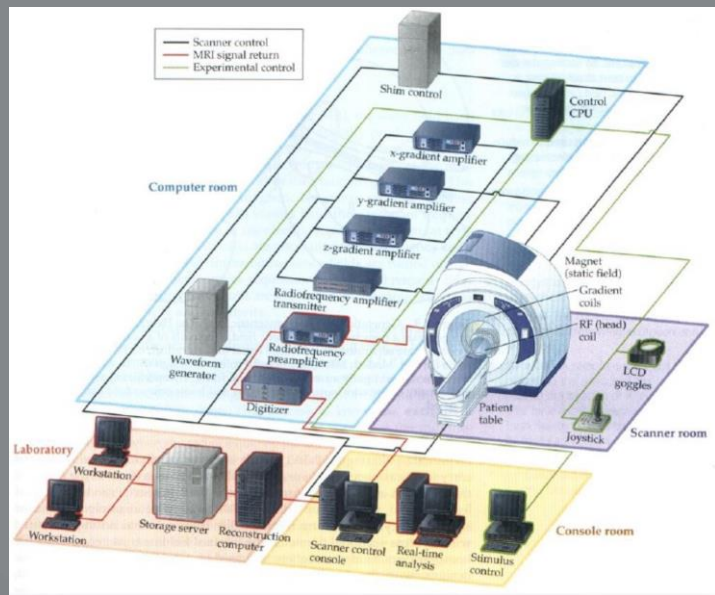 Scanner control
MRI signal return
Experimental control
Shim control
Control
CPU
x-gradient amplifier
Computer room
y-gradient amplifier
z-gradient amplifier
Magnet
(static field)
Gradient
coils
Radiofrequency amplifier/
transmitter
RF (head)
coil
Waveform
generator
Radiofrequency
preamplifier
LCD
goggles
Digitizer
Patient
table
Joystick
Scanner room
Laboratory
Workstation
Workstation
Storage server
Reconstruction
computer
Scanner control
console
Real-time
analysis
Stimulus
control
Console room